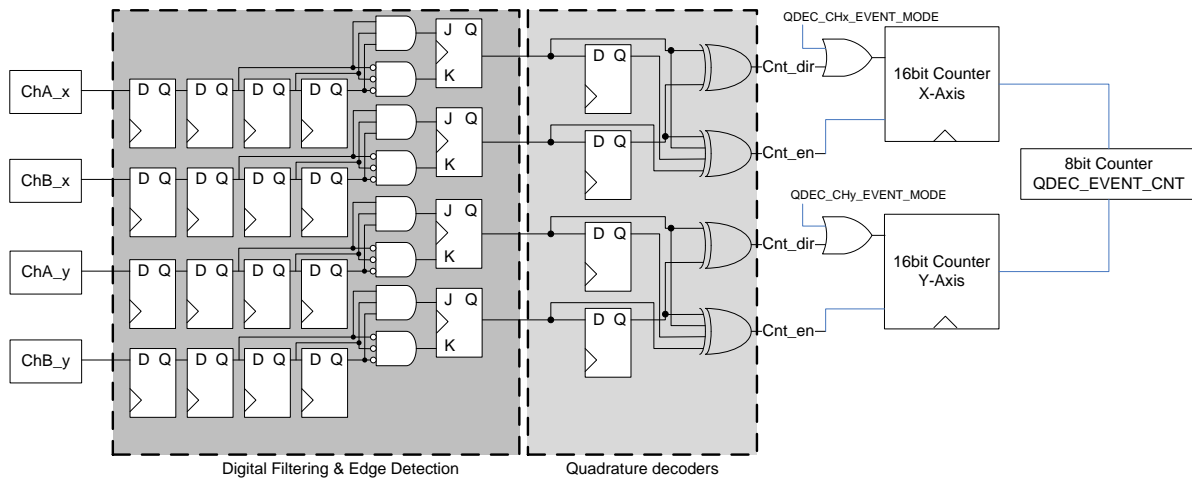 QDEC_CHx_EVENT_MODE
ChA_x
D Q D Q D Q D Q
J Q
K
D Q
Cnt_dir
16bit Counter
X-Axis
ChB_x
D Q D Q D Q D Q
J Q
K
D Q
Cnt_en
8bit Counter
QDEC_EVENT_CNT
QDEC_CHy_EVENT_MODE
ChA_y
D Q D Q D Q D Q
J Q
K
D Q
Cnt_dir
16bit Counter
Y-Axis
ChB_y
D Q D Q D Q D Q
J Q
K
D Q
Cnt_en
Digital Filtering & Edge Detection
Quadrature decoders